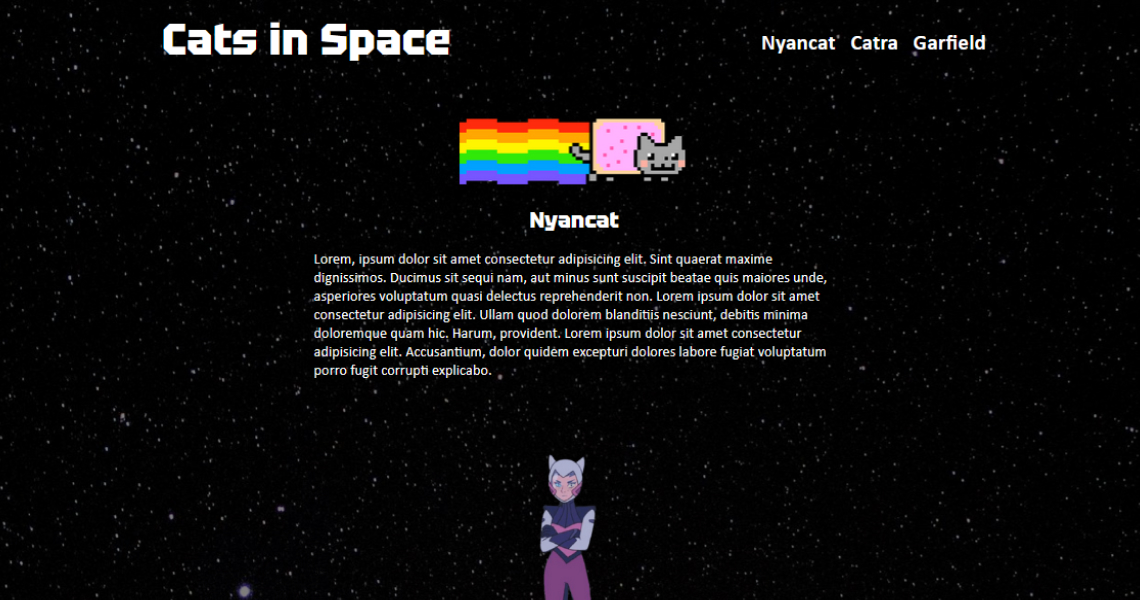 Cats in Space
Nyancat Catra Garfield
Nyancat
Lorem, ipsum dolor sit amet consectetur adipisicing elit. Sint quaerat maxime
dignissimos. Ducimus sit sequi nam, aut minus sunt suscipit beatae quis maiores unde,
asperiores voluptatum quasi delectus reprehenderit non. Lorem ipsum dolor sit amet
consectetur adipisicing elit. Ullam quod dolorem blanditiis nesciunt, debitis minima
doloremque quam hic. Harum, provident. Lorem ipsum dolor sit amet consectetur
adipisicing elit. Accusantium, dolor quidem excepturi dolores labore fugiat voluptatum
porro fugit corrupti explicabo.